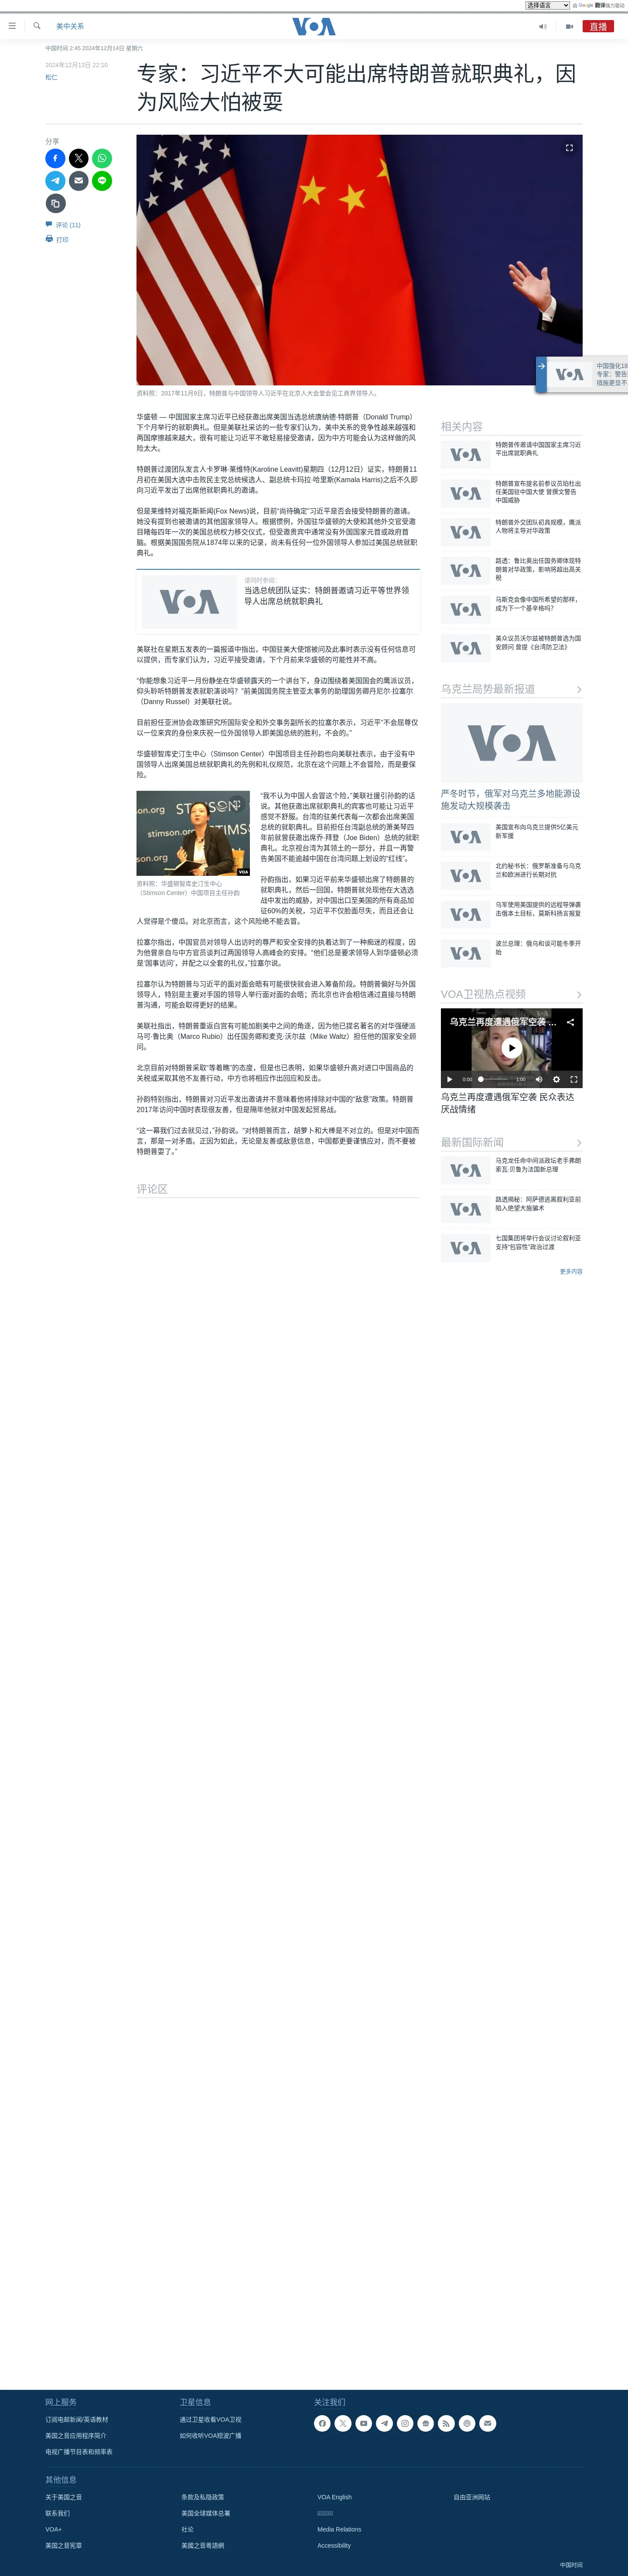 选择语言
由 Google 翻译强力驱动
美中关系
VOA
直播
中国时间 2:45 2024年12月14日 星期六
2024年12月13日 22:10
松仁
专家：习近平不大可能出席特朗普就职典礼，因
为风险大怕被耍
分享
评论 (11)
打印
资料照：2017年11月9日，特朗普与中国领导人习近平在北京人大会堂会见工商界领导人。
中国强化18
专家：警告
措施更显不
华盛顿 — 中国国家主席习近平已经获邀出席美国当选总统唐纳德·特朗普（Donald Trump）
下个月举行的就职典礼。但是美联社采访的一些专家们认为，美中关系的竞争性越来越强和
两国摩擦越来越大，很有可能让习近平不敢轻易接受邀请，因为中方可能会认为这样做的风
险太大。
特朗普过渡团队发言人卡罗琳·莱维特(Karoline Leavitt)星期四（12月12日）证实，特朗普11
月初在美国大选中击败民主党总统候选人、副总统卡玛拉·哈里斯(Kamala Harris)之后不久即
向习近平发出了出席他就职典礼的邀请。
但是莱维特对福克斯新闻(Fox News)说，目前“尚待确定”习近平是否会接受特朗普的邀请。
她没有提到也被邀请的其他国家领导人。根据惯例，外国驻华盛顿的大使和其他外交官受邀
目睹每四年一次的美国总统权力移交仪式，但受邀贵宾中通常没有外国国家元首或政府首
脑。根据美国国务院从1874年以来的记录，尚未有任何一位外国领导人参加过美国总统就职
典礼。
请同时参阅：
当选总统团队证实：特朗普邀请习近平等世界领
导人出席总统就职典礼
美联社在星期五发表的一篇报道中指出，中国驻美大使馆被问及此事时表示没有任何信息可
以提供，而专家们认为，习近平接受邀请，下个月前来华盛顿的可能性并不高。
“你能想象习近平一月份静坐在华盛顿露天的一个讲台下，身边围绕着美国国会的鹰派议员，
仰头聆听特朗普发表就职演说吗？”前美国国务院主管亚太事务的助理国务卿丹尼尔·拉塞尔
（Danny Russel）对美联社说。
目前担任亚洲协会政策研究所国际安全和外交事务副所长的拉塞尔表示，习近平“不会屈尊仪
以一位来宾的身份来庆祝一位外国领导人即美国总统的胜利，不会的。”
华盛顿智库史汀生中心（Stimson Center）中国项目主任孙韵也向美联社表示，由于没有中
国的领导人出席美国总统就职典礼的先例和礼仪规范，北京在这个问题上不会冒险，而是要保
险。
资料照：华盛顿智库史汀生中心
（Stimson Center）中国项目主任孙韵
“我不认为中国人会冒这个险，”美联社援引孙韵的话
说。其他获邀出席就职典礼的宾客也可能让习近平
感觉不舒服。台湾的驻美代表每一次都会出席美国
总统的就职典礼。目前担任台湾副总统的萧美琴四
年前就曾被邀出席乔·拜登（Joe Biden）总统的就职
典礼。北京视台湾为其领土的一部分，并且一再警
告美国不能逾越中国在台湾问题上划设的“红线”。
孙韵指出，如果习近平前来华盛顿出席了特朗普的
就职典礼，然后一回国，特朗普就兑现他在大选选
战中发出的威胁，对中国出口至美国的所有商品加
征60%的关税，习近平不仅脸面尽失，而且还会让
人觉得是个傻瓜。对北京而言，这个风险绝不能去冒。
拉塞尔指出，中国官员对领导人出访时的尊严和安全安排的执着达到了一种痴迷的程度，因
为他曾亲自与中方官员谈判过两国领导人高峰会的安排。“他们总是要求领导人到华盛顿必须
是‘国事访问’，并配之以全套的礼仪，”拉塞尔说。
拉塞尔认为特朗普与习近平的面对面会晤有可能很快就会进入筹备阶段。特朗普偏好与外国
领导人，特别是主要对手国的领导人举行面对面的会晤；而北京也许会相信通过直接与特朗
普沟通，可能会取得更好的结果。
美联社指出，特朗普重返白宫有可能加剧美中之间的角逐，因为他已提名著名的对华强硬派
马可·鲁比奥（Marco Rubio）出任国务卿和麦克·沃尔兹（Mike Waltz）担任他的国家安全顾
问。
北京目前对特朗普采取“等着瞧”的态度，但是也已表明，如果华盛顿升高对进口中国商品的
关税或采取其他不友善行动，中方也将相应作出回应和反击。
孙韵特别指出，特朗普对习近平发出邀请并不意味着他将排除对中国的“敌意”政策。特朗普
2017年访问中国时表现很友善，但是隔年他就对中国发起贸易战。
“这一幕我们过去就见过，”孙韵说。“对特朗普而言，胡萝卜和大棒是不对立的。但是对中国而
言，那是一对矛盾。正因为如此，无论是友善或敌意信息，中国都更要谨慎应对，而不要被
特朗普耍了。”
评论区
相关内容
特朗普传邀请中国国家主席习近
平出席就职典礼
特朗普宣布提名前参议员珀杜出
任美国驻中国大使 曾撰文警告
中国威胁
特朗普外交团队初具规模，鹰派
人物将主导对华政策
路透：鲁比奥出任国务卿体现特
朗普对华政策，影响将超出高关
税
马斯克会像中国所希望的那样，
成为下一个基辛格吗？
美众议员沃尔兹被特朗普选为国
安顾问 曾提《台湾防卫法》
乌克兰局势最新报道
严冬时节，俄军对乌克兰多地能源设
施发动大规模袭击
美国宣布向乌克兰提供5亿美元
新军援
北约秘书长：俄罗斯准备与乌克
兰和欧洲进行长期对抗
乌军使用美国提供的远程导弹袭
击俄本土目标，莫斯科扬言报复
波兰总理：俄乌和谈可能冬季开
始
VOA卫视热点视频
乌克兰再度遭遇俄军空袭 ...
0:00
1:00
乌克兰再度遭遇俄军空袭 民众表达
厌战情绪
最新国际新闻
马克龙任命中间派政坛老手弗朗
索瓦·贝鲁为法国新总理
路透揭秘：阿萨德逃离叙利亚前
陷入绝望大施骗术
七国集团将举行会议讨论叙利亚
支持“包容性”政治过渡
更多内容
网上服务
订阅电邮新闻/英语教材
美国之音应用程序简介
电视广播节目表和频率表
卫星信息
通过卫星收看VOA卫视
如何收听VOA短波广播
关注我们
其他信息
关于美国之音
条款及私隐政策
VOA English
自由亚洲网站
联系我们
美国全球媒体总署
VOA+
社论
Media Relations
美国之音宪章
美國之音粵語網
Accessibility
中国时间